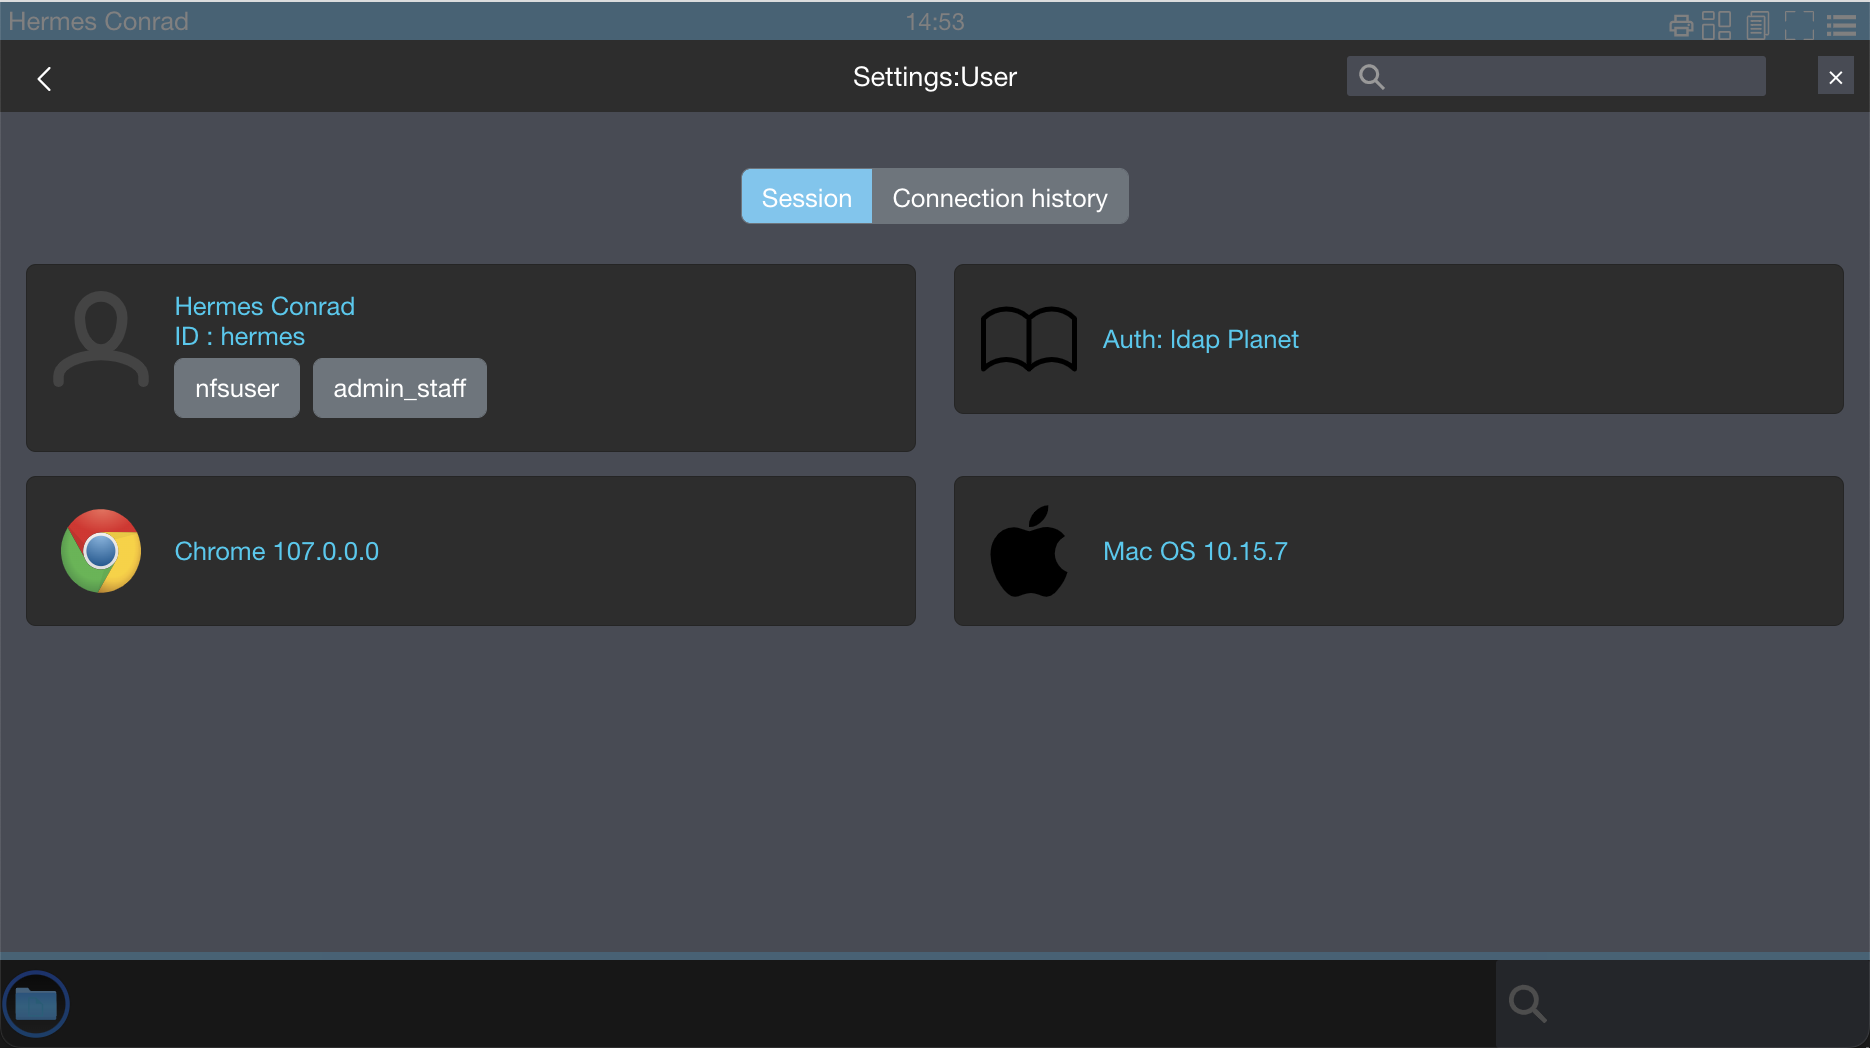 Hermes Conrad
14:53
Settings:User
Session
Connection history
Hermes Conrad
ID : hermes
nfsuser
admin_staff
Auth: ldap Planet
Chrome 107.0.0.0
Mac OS 10.15.7